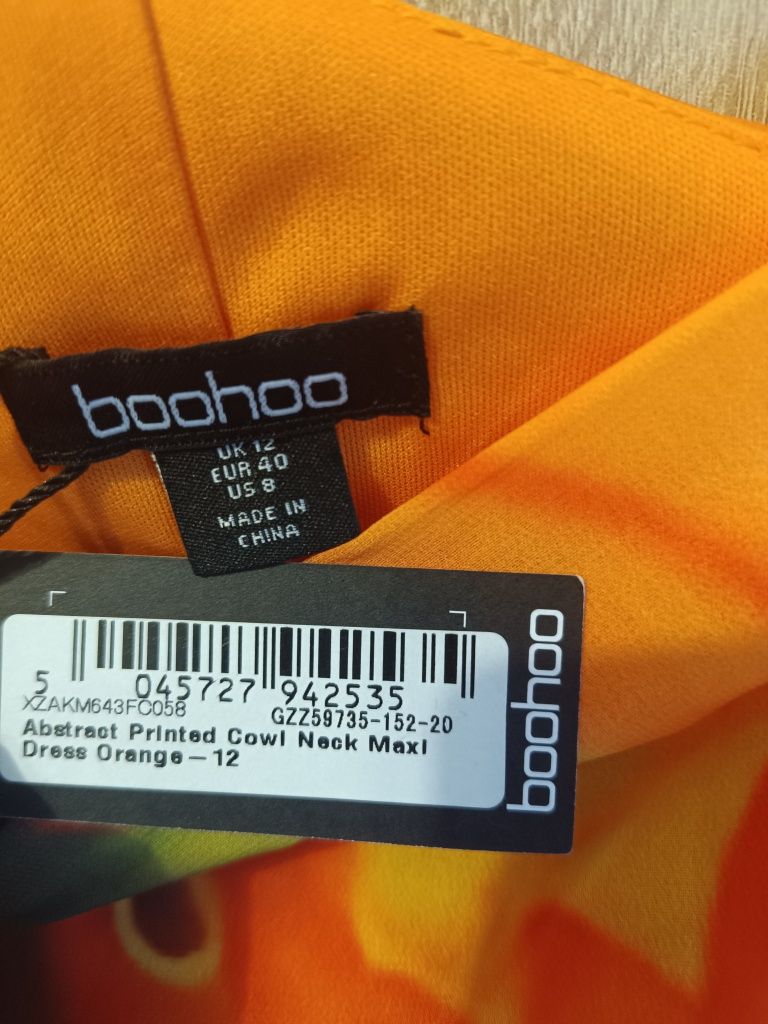 boohoo
UK 12
EUR 40
US 8
MADE IN
CHINA
boohoo
5 045727 942535
XZAKM643FC058 GZZ59735-152-20
Abstract Printed Cowl Neck Maxi
Dress Orange-12